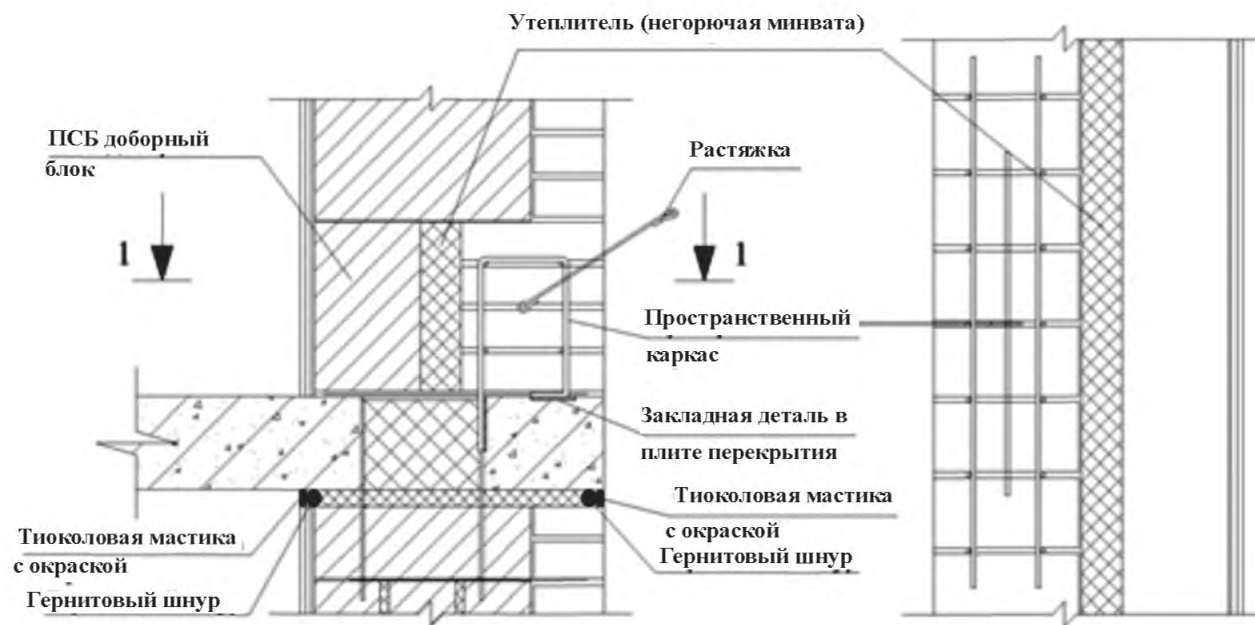 Утеплитель (негорючая минвата)
ПСБ доборный
блок
Растяжка
1
1
Пространственный
каркас
Закладная деталь в
плите перекрытия
Тиоколовая мастика
с окраской
Гернитовый шнур
Тиоколовая мастика
с окраской
Гернитовый шнур